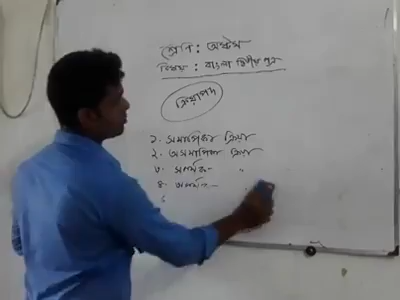 শ্রেণি : অষ্টম
বিষয় : বাংলা দ্বিতীয় পত্র
ক্রিয়াপদ
১. সমাপিকা ক্রিয়া
২. অসমাপিকা ক্রিয়া
৩. সকর্মক "
৪. অকর্মক